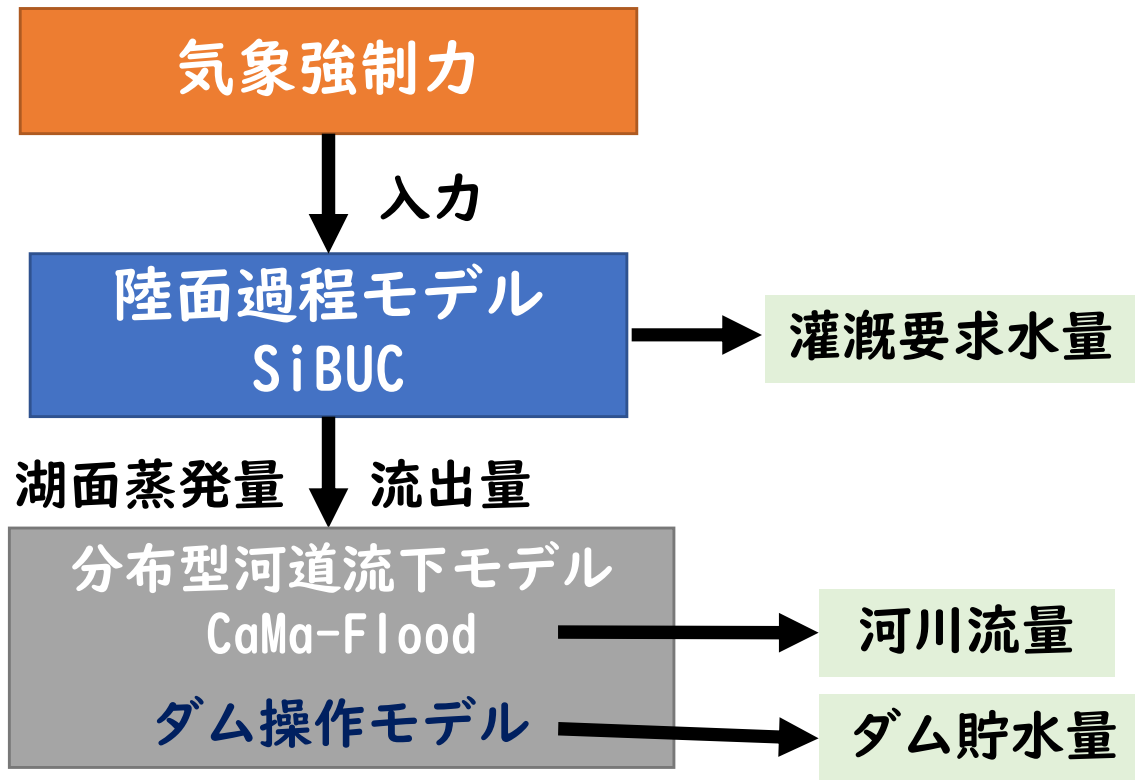 気象強制力
入力
陸面過程モデル
SiBUC
灌漑要求水量
湖面蒸発量
流出量
分布型河道流下モデル
CaMa-Flood
河川流量
ダム操作モデル
ダム貯水量